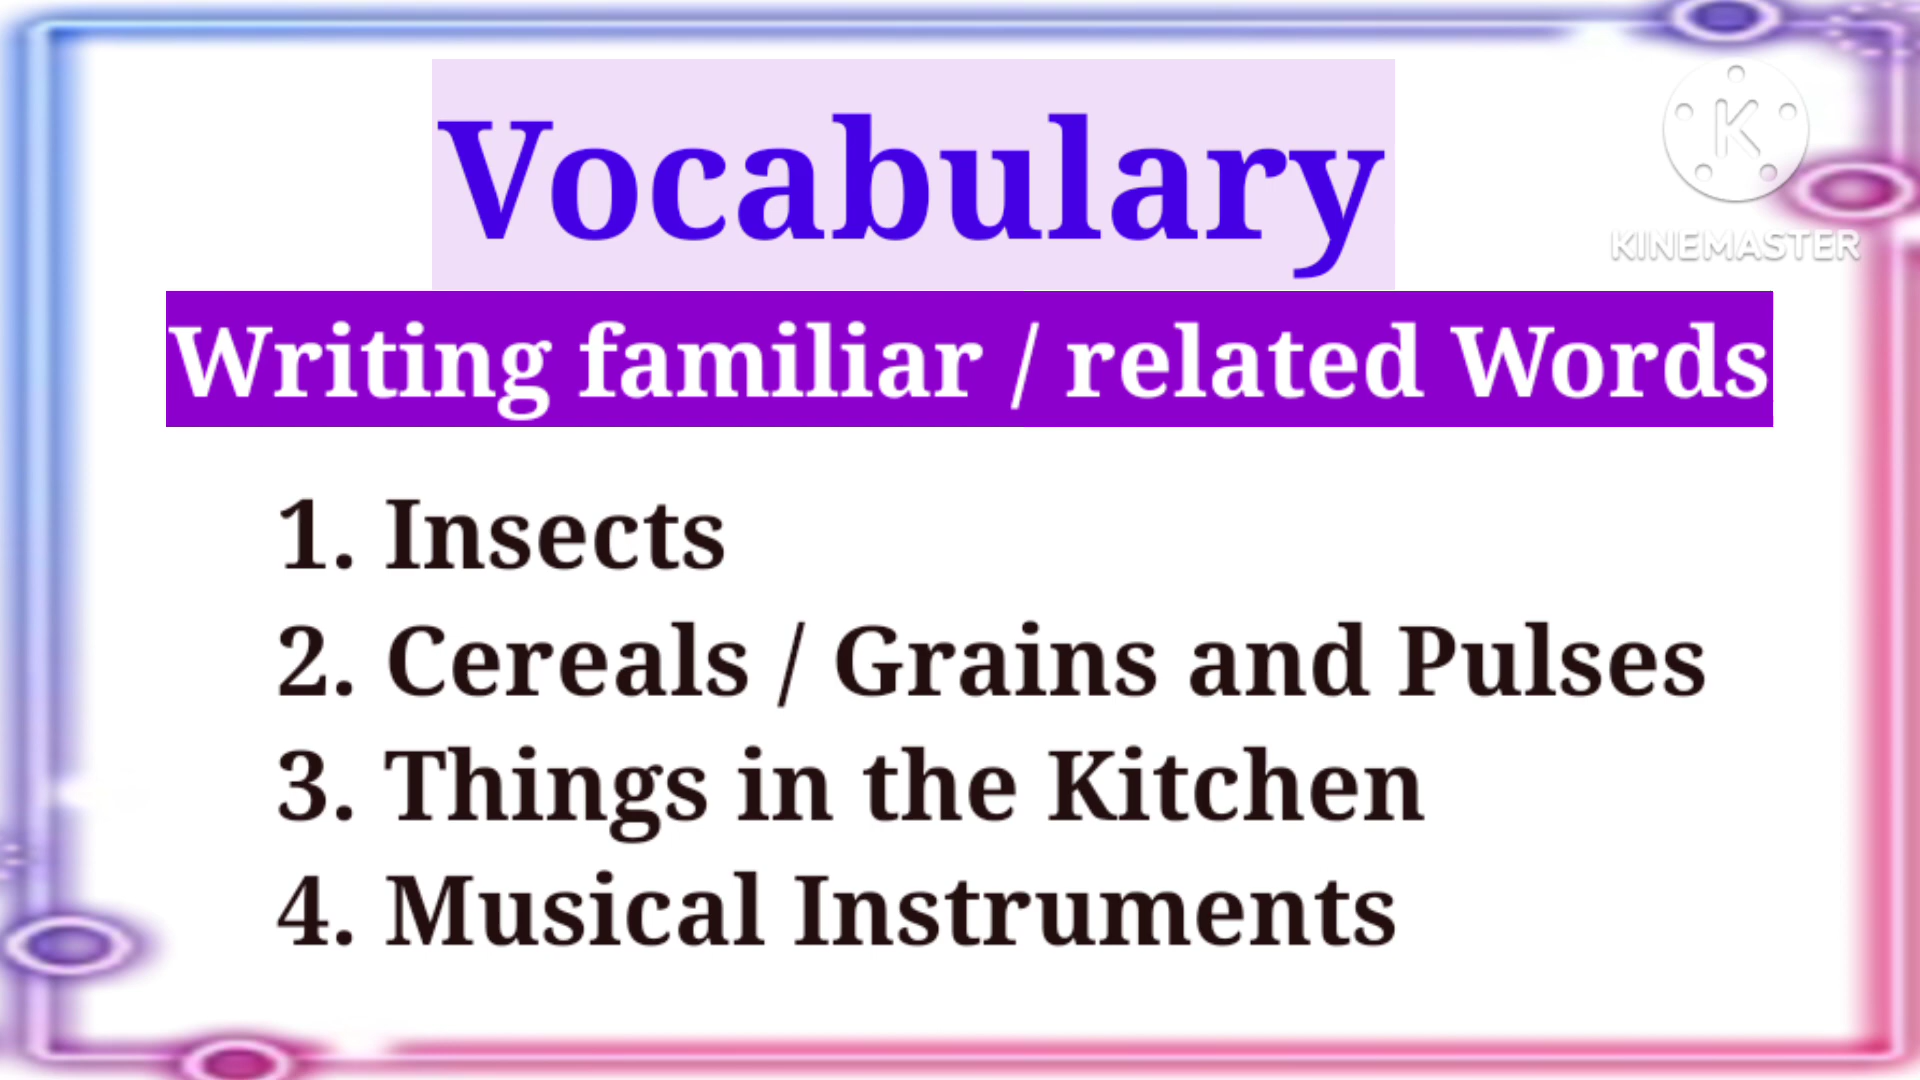 Vocabulary
K
KINEMASTER
Writing familiar / related Words
1. Insects
2. Cereals / Grains and Pulses
3. Things in the Kitchen
4. Musical Instruments